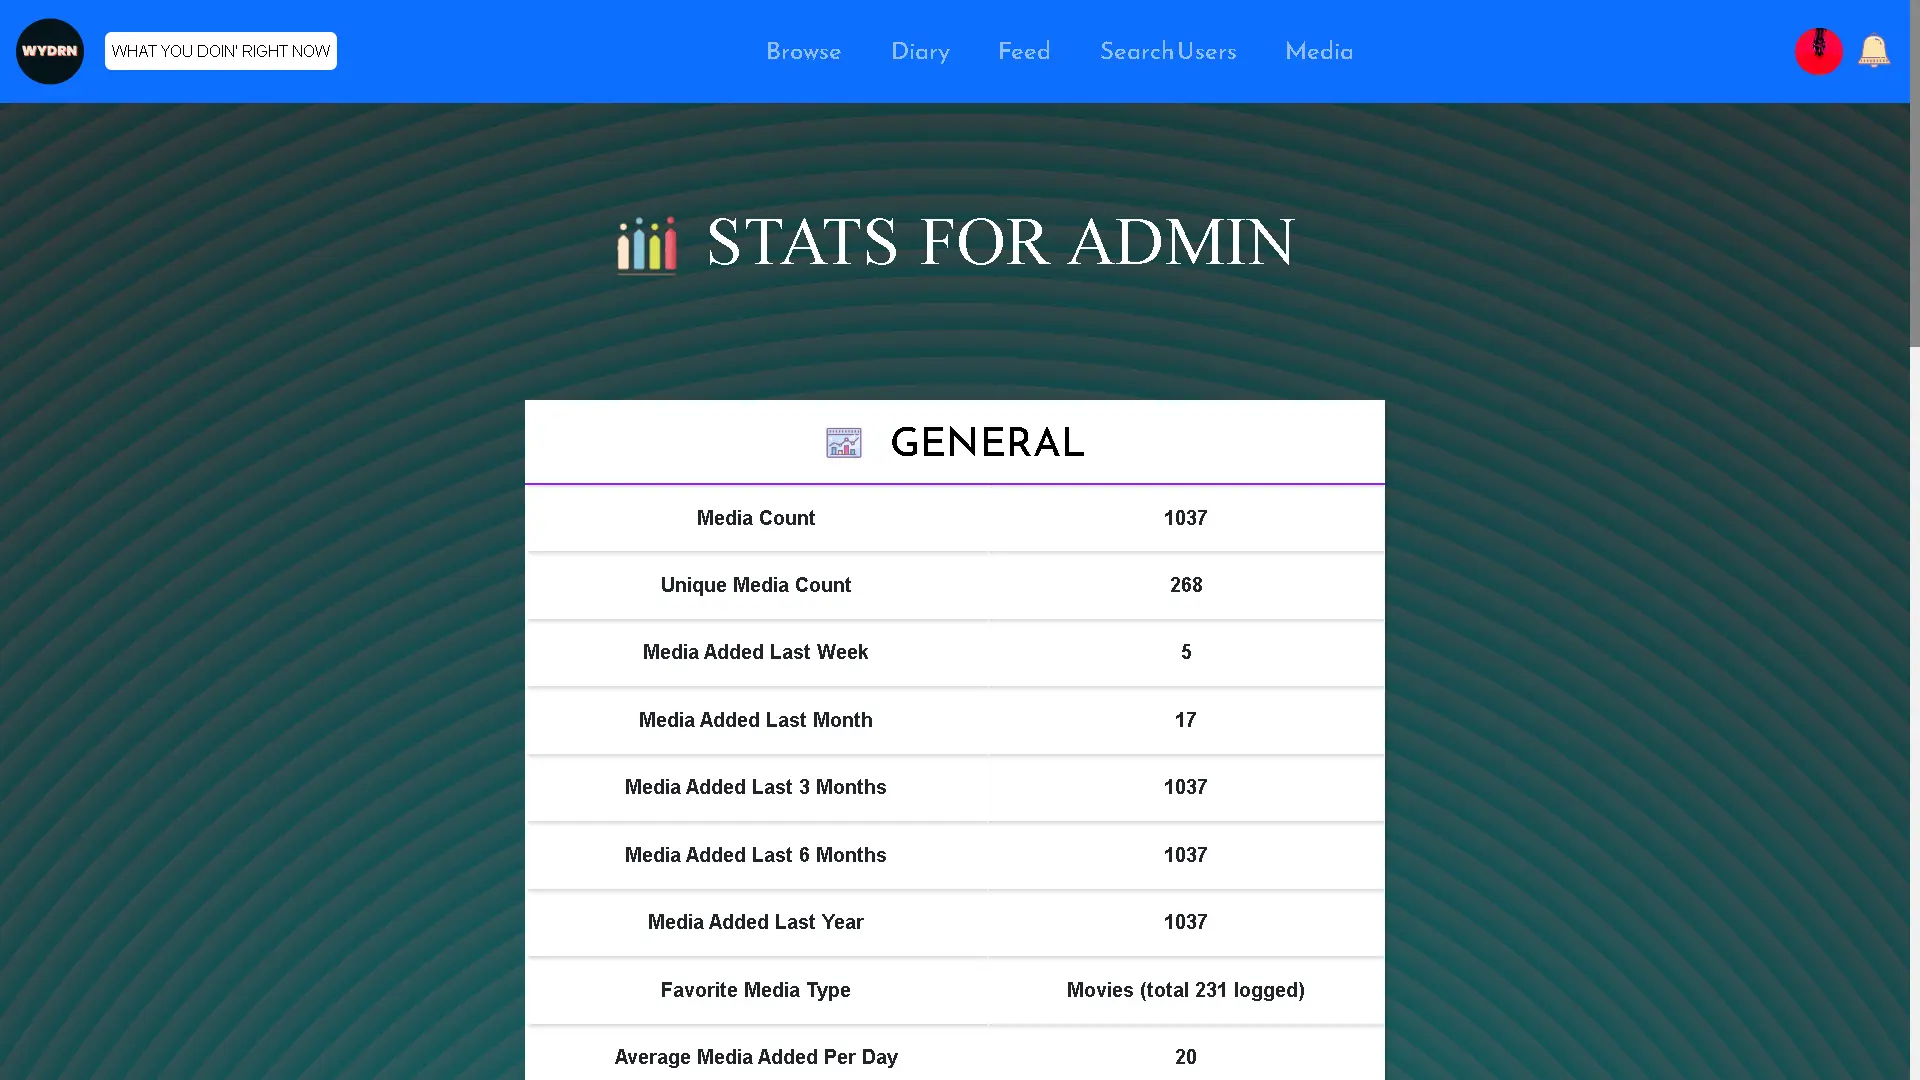 WYDRN
WHAT YOU DOIN' RIGHT NOW
Browse
Diary
Feed
Search Users
Media
STATS FOR ADMIN
GENERAL
Media Count 1037
Unique Media Count 268
Media Added Last Week 5
Media Added Last Month 17
Media Added Last 3 Months 1037
Media Added Last 6 Months 1037
Media Added Last Year 1037
Favorite Media Type Movies (total 231 logged)
Average Media Added Per Day 20